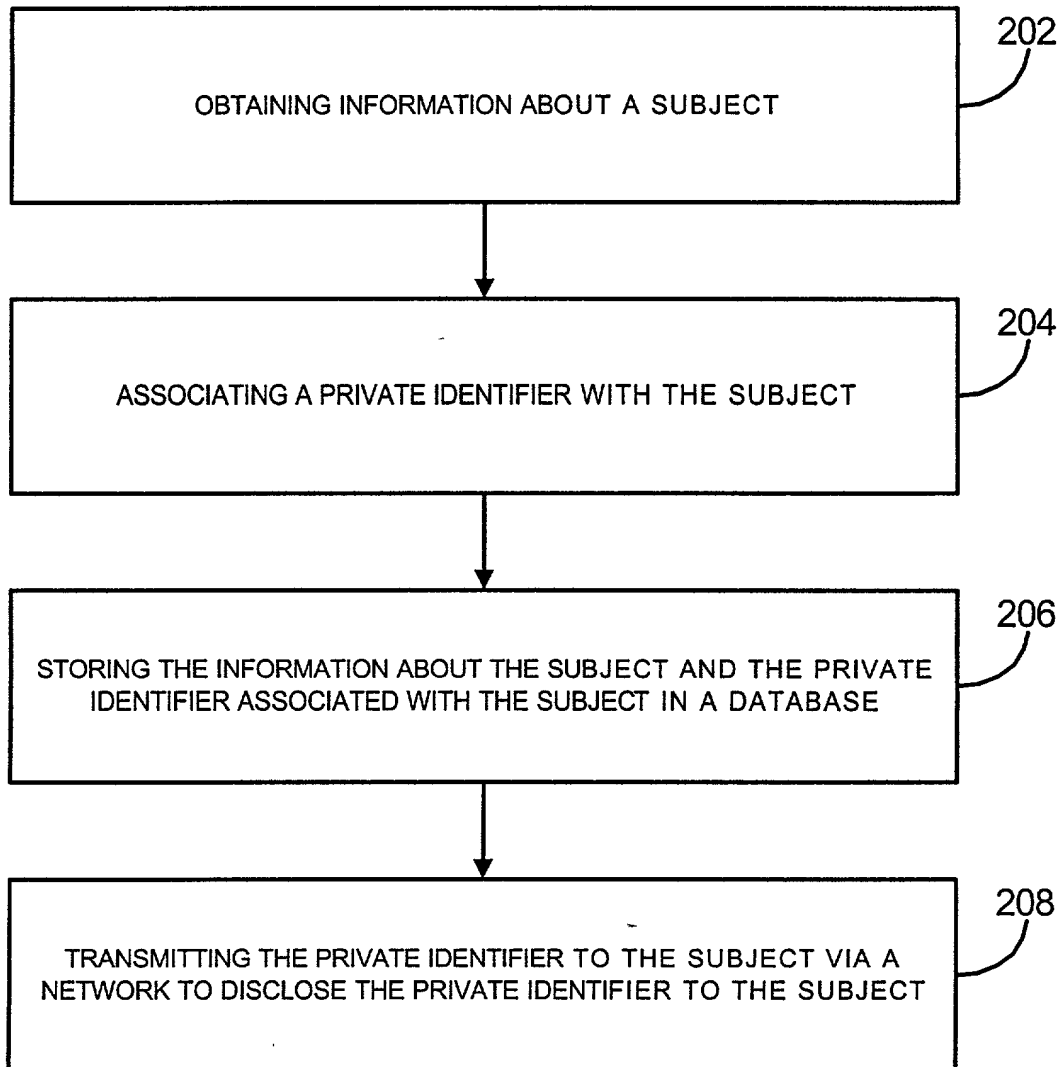 202
OBTAINING INFORMATION ABOUT A SUBJECT
204
ASSOCIATING A PRIVATE IDENTIFIER WITH THE SUBJECT
206
STORING THE INFORMATION ABOUT THE SUBJECT AND THE PRIVATE
IDENTIFIER ASSOCIATED WITH THE SUBJECT IN A DATABASE
208
TRANSMITTING THE PRIVATE IDENTIFIER TO THE SUBJECT VIA A
NETWORK TO DISCLOSE THE PRIVATE IDENTIFIER TO THE SUBJECT